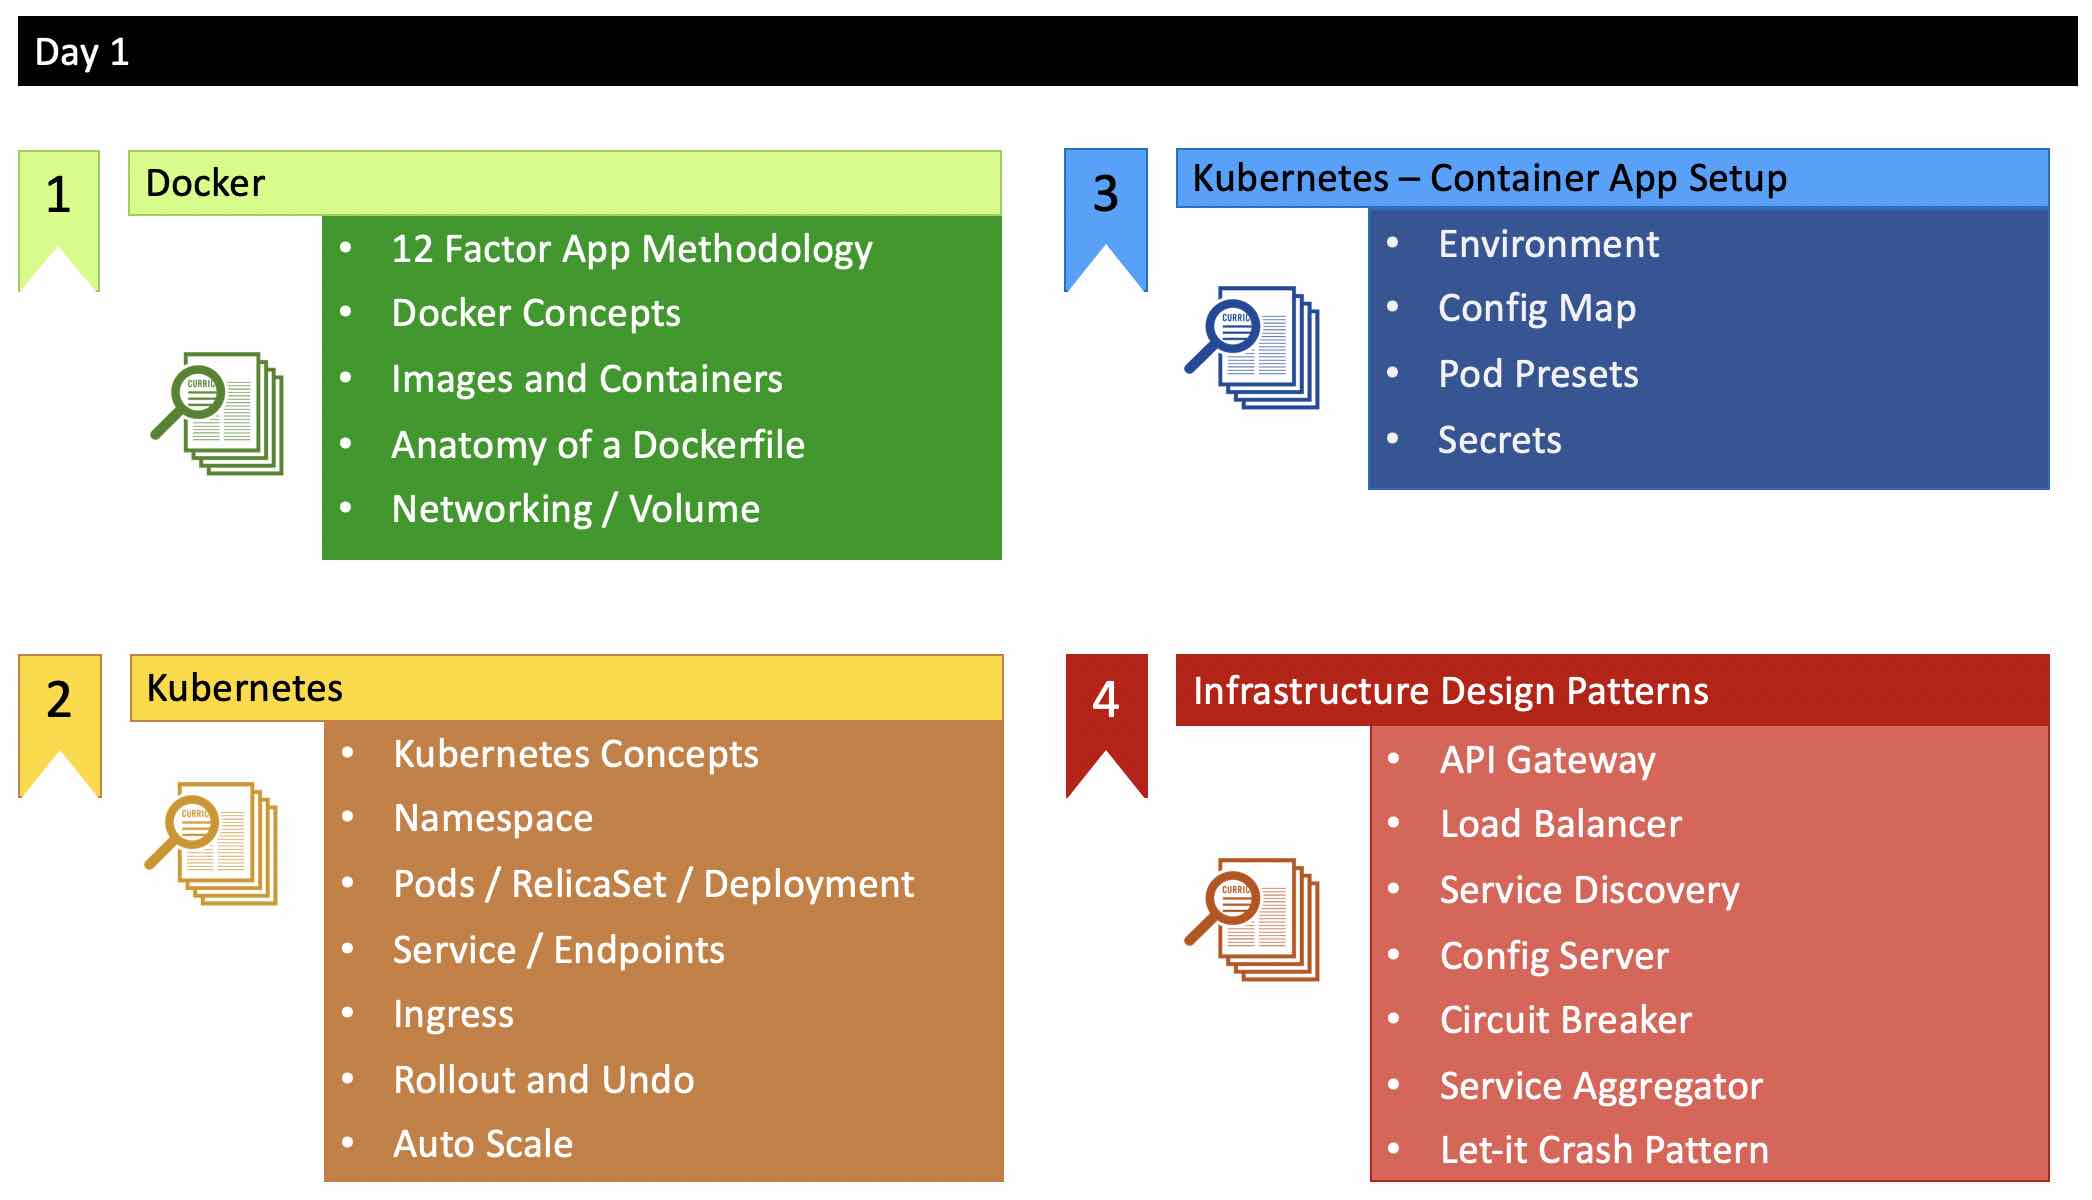 Day 1
1
Docker
• 12 Factor App Methodology
• Docker Concepts
• Images and Containers
• Anatomy of a Dockerfile
• Networking / Volume
CURRIC
2
Kubernetes
• Kubernetes Concepts
• Namespace
• Pods / RelicaSet / Deployment
• Service / Endpoints
• Ingress
• Rollout and Undo
• Auto Scale
CURRIC
3
Kubernetes – Container App Setup
• Environment
• Config Map
• Pod Presets
• Secrets
CURRIC
4
Infrastructure Design Patterns
• API Gateway
• Load Balancer
• Service Discovery
• Config Server
• Circuit Breaker
• Service Aggregator
• Let-it Crash Pattern
CURRIC